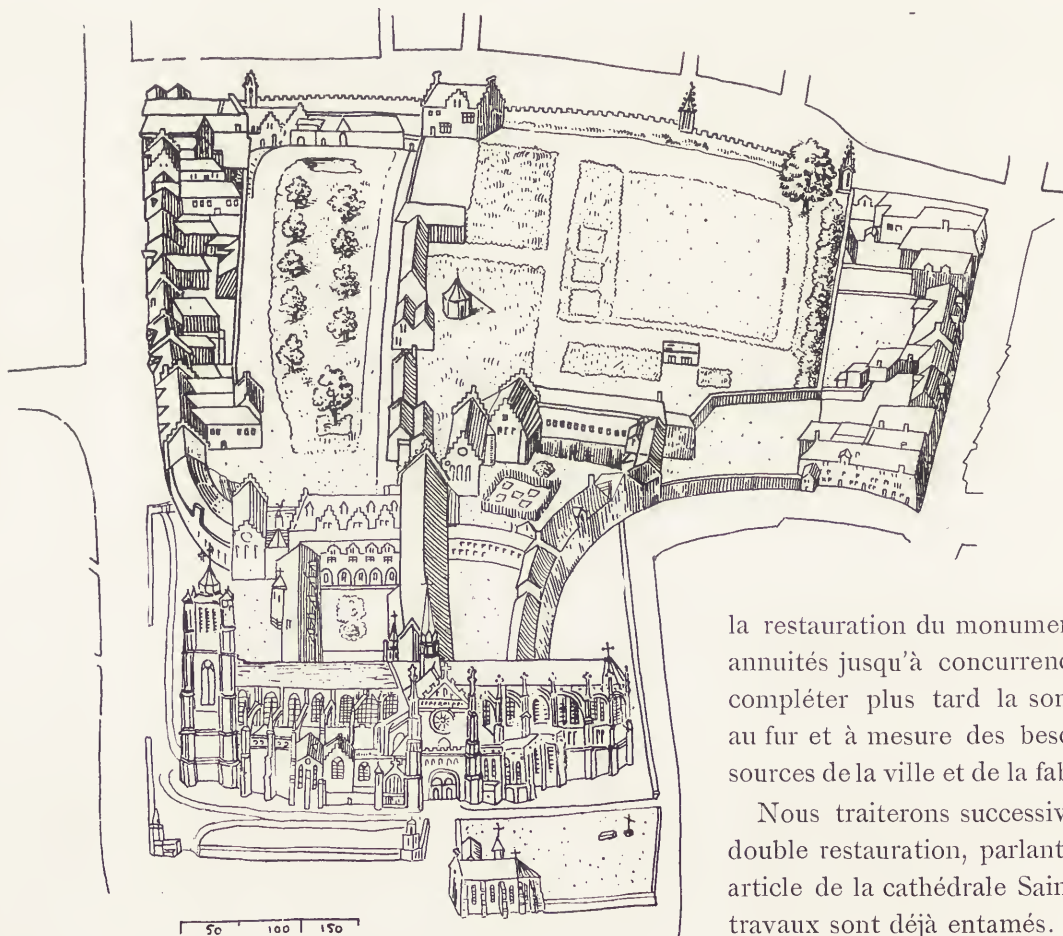 la restauration du monumen
annuités jusqu'à concurrenc
compléter plus tard la som
au fur et à mesure des beso
sources de la ville et de la fab
Nous traiterons successiv
double restauration, parlant
article de la cathédrale Sain
travaux sont déjà entamés.
50 100 150